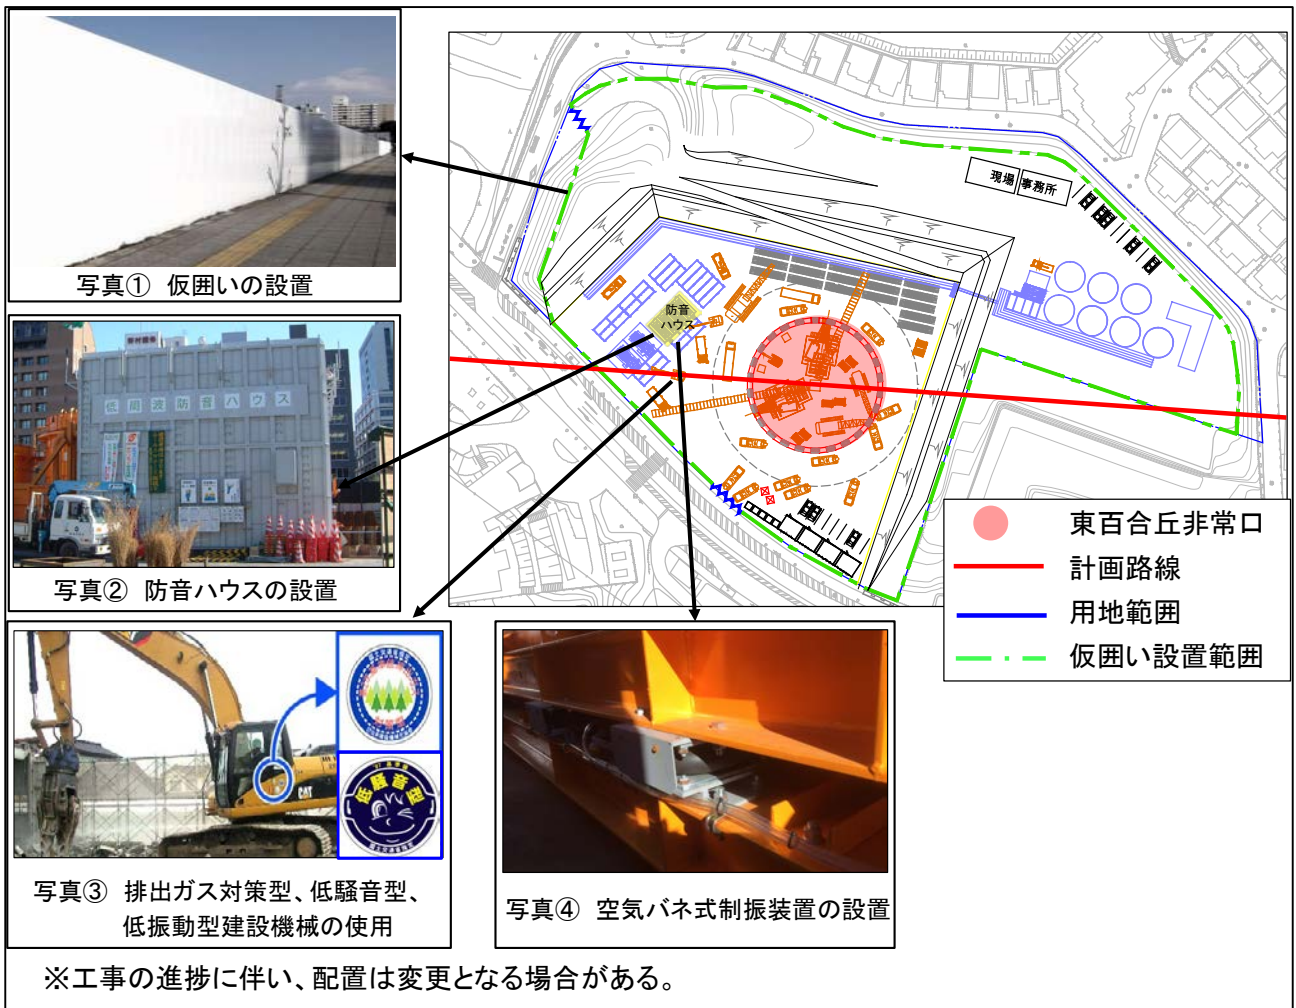 写真① 仮囲いの設置
低周波防音ハウス
写真② 防音ハウスの設置
CAT
低騒音型
写真③ 排出ガス対策型、低騒音型、
低振動型建設機械の使用
写真④ 空気バネ式制振装置の設置
現場事務所
防音
ハウス
東百合丘非常口
計画路線
用地範囲
仮囲い設置範囲
※工事の進捗に伴い、配置は変更となる場合がある。